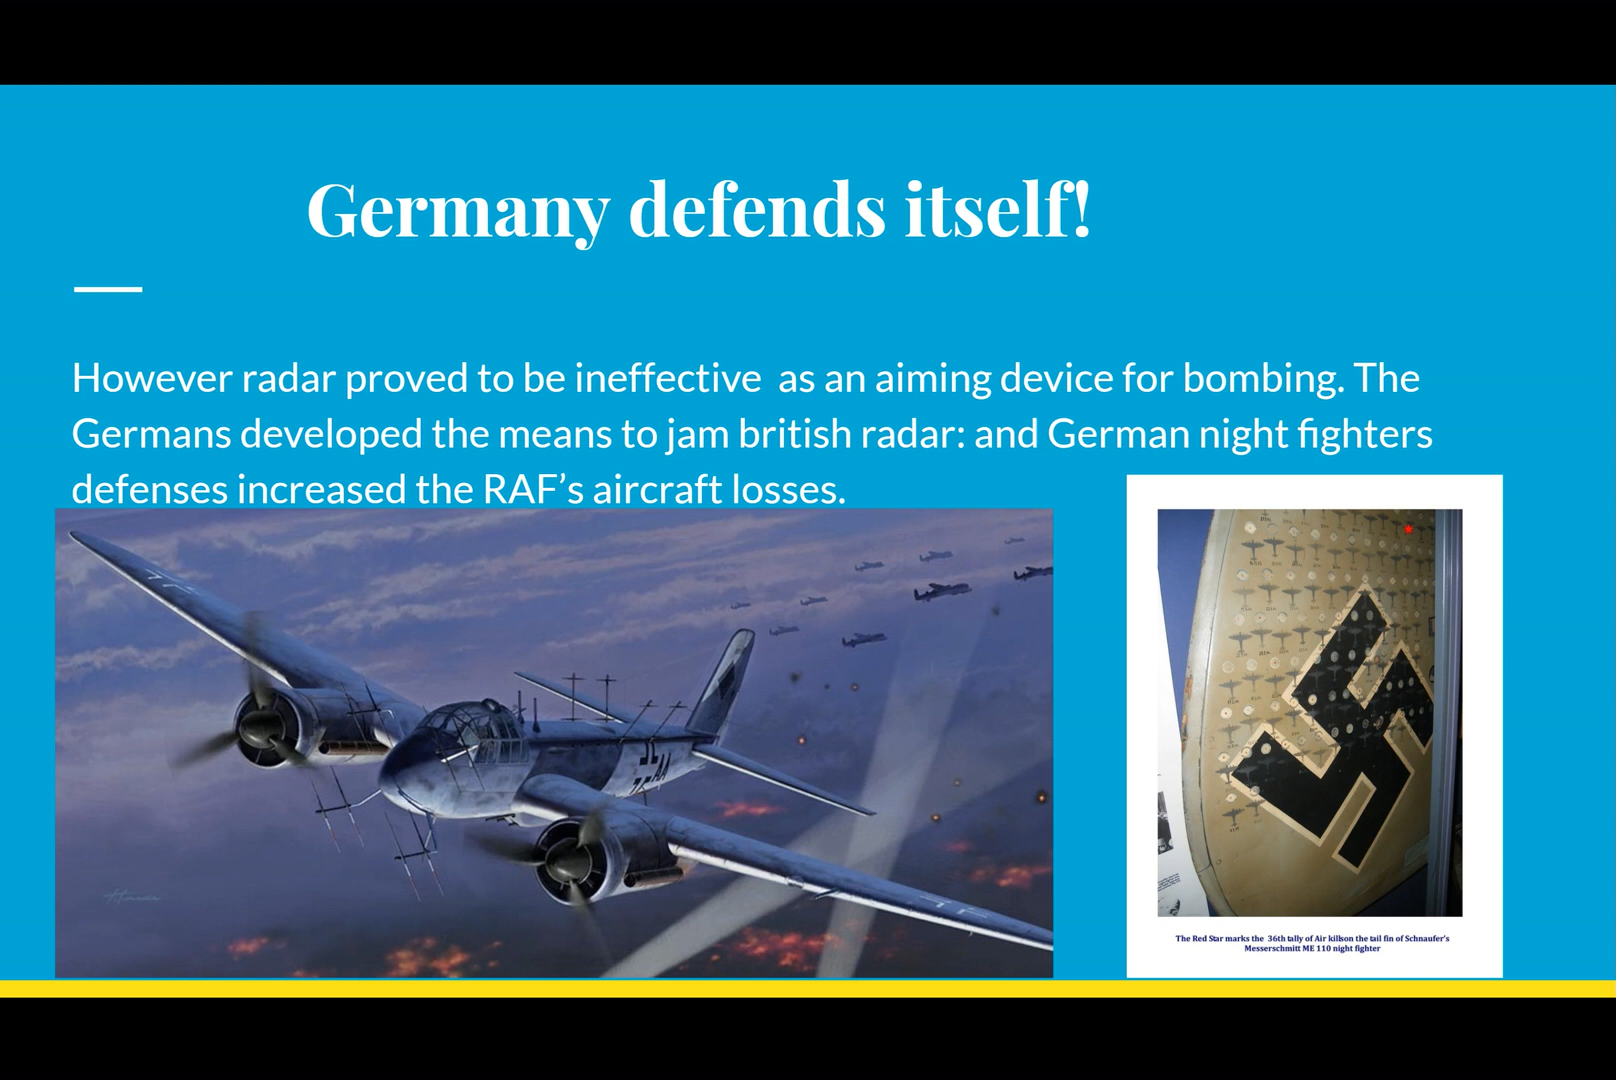 Germany defends itself!
However radar proved to be ineffective  as an aiming device for bombing. The
Germans developed the means to jam british radar: and German night fighters
defenses increased the RAF’s aircraft losses.
The Red Star marks the  36th tally of Air killson the tail fin of Schnaufer's
Messerschmitt ME 110 night fighter